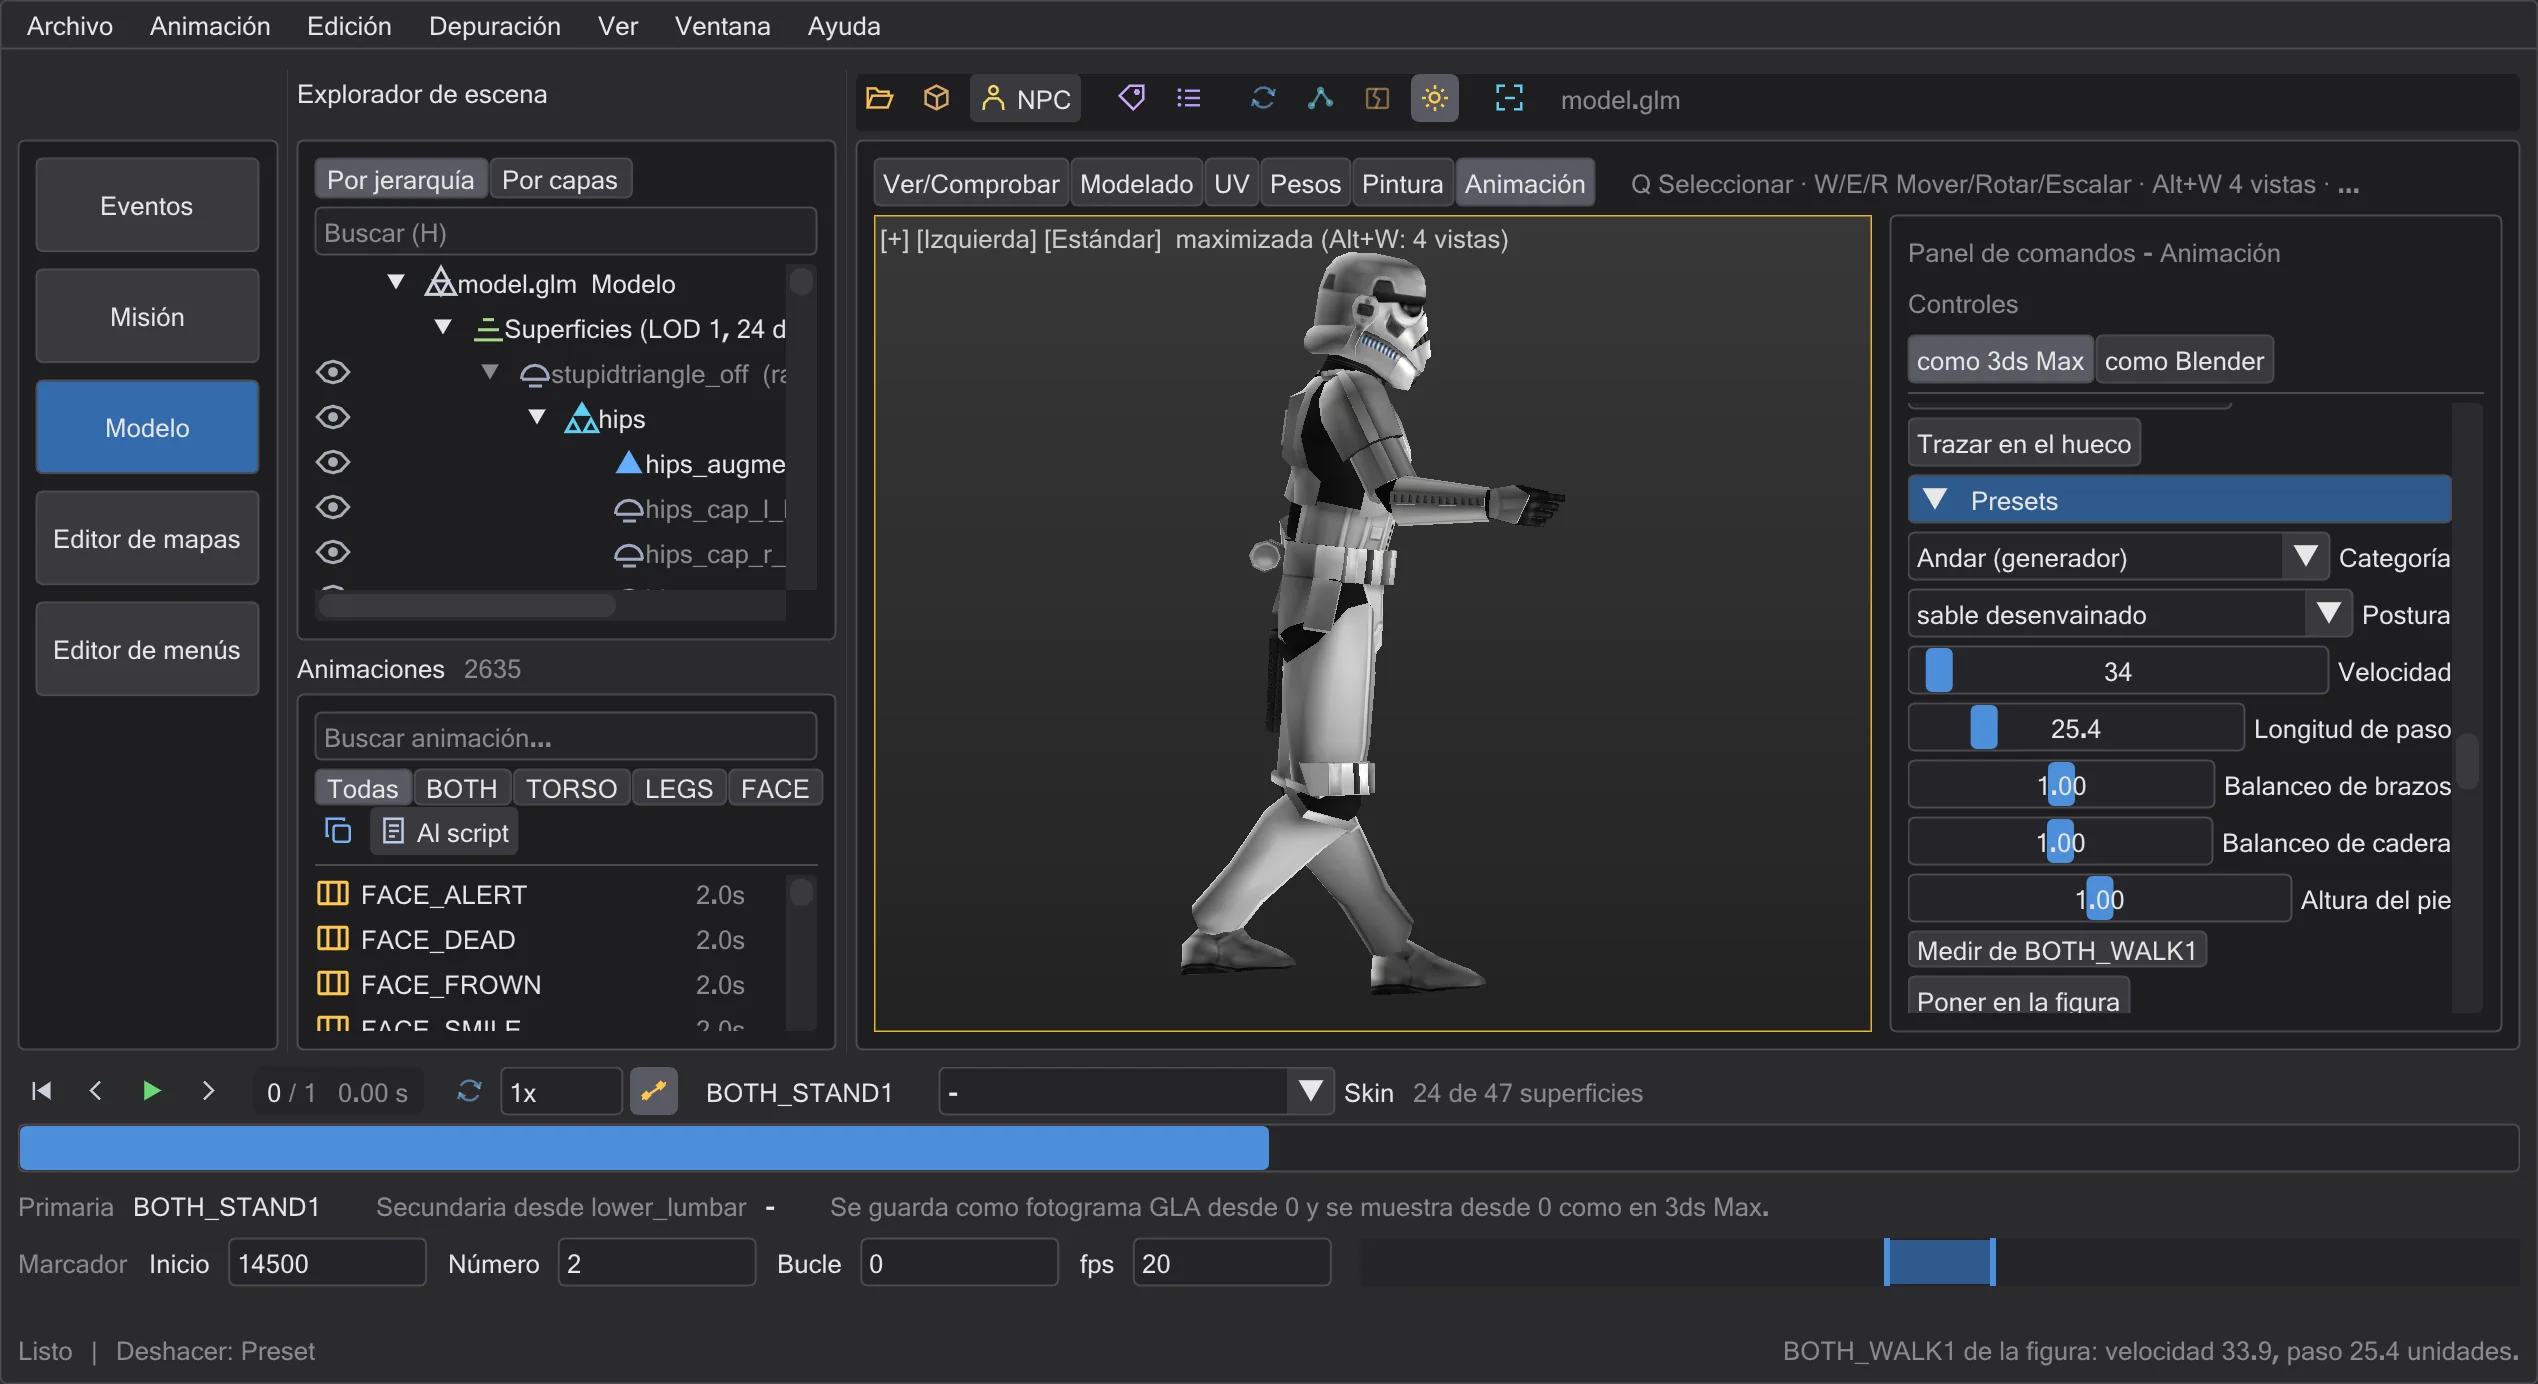 Archivo Animación Edición Depuración Ver Ventana Ayuda
Explorador de escena
NPC model.glm
Eventos
Misión
Modelo
Editor de mapas
Editor de menús
Por jerarquía Por capas
Buscar (H)
model.glm Modelo
Superficies (LOD 1, 24 d
stupidtriangle_off (ra
hips
hips_augme
hips_cap_l_
hips_cap_r_
Animaciones 2635
Buscar animación...
Todas BOTH TORSO LEGS FACE
AI script
FACE_ALERT 2.0s
FACE_DEAD 2.0s
FACE_FROWN 2.0s
FACE_SMILE 2.0s
Ver/Comprobar Modelado UV Pesos Pintura Animación Q Seleccionar · W/E/R Mover/Rotar/Escalar · Alt+W 4 vistas · ...
[+] [Izquierda] [Estándar] maximizada (Alt+W: 4 vistas)
Panel de comandos - Animación
Controles
como 3ds Max como Blender
Trazar en el hueco
Presets
Andar (generador) Categoría
sable desenvainado Postura
34 Velocidad
25.4 Longitud de paso
1.00 Balanceo de brazos
1.00 Balanceo de cadera
1.00 Altura del pie
Medir de BOTH_WALK1
Poner en la figura
0 / 1 0.00 s 1x BOTH_STAND1 - Skin 24 de 47 superficies
Primaria BOTH_STAND1 Secundaria desde lower_lumbar - Se guarda como fotograma GLA desde 0 y se muestra desde 0 como en 3ds Max.
Marcador Inicio 14500 Número 2 Bucle 0 fps 20
Listo | Deshacer: Preset BOTH_WALK1 de la figura: velocidad 33.9, paso 25.4 unidades.